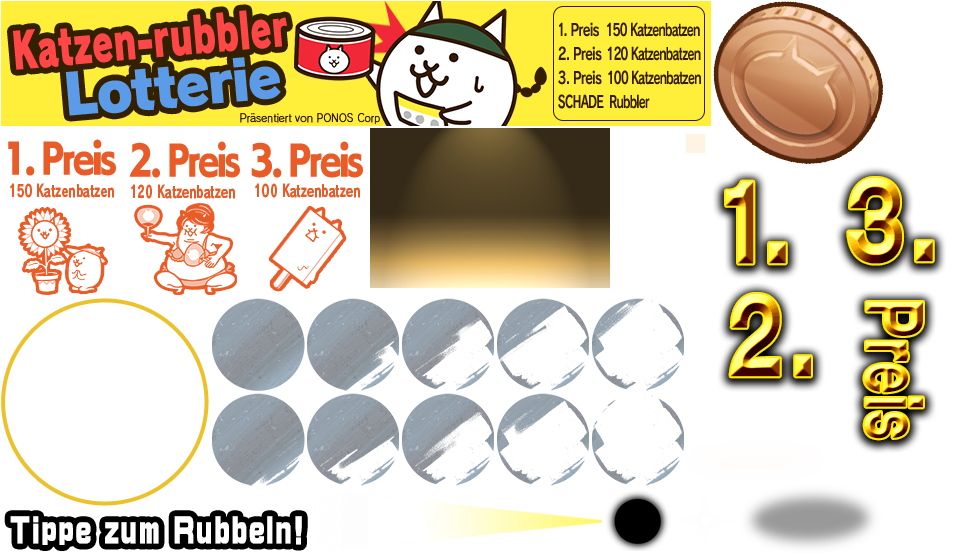 Katzen-rubbler
Lotterie
Präsentiert von PONOS Corp
1. Preis 150 Katzenbatzen
2. Preis 120 Katzenbatzen
3. Preis 100 Katzenbatzen
SCHADE Rubbler
1. Preis
150 Katzenbatzen
2. Preis
120 Katzenbatzen
3. Preis
100 Katzenbatzen
1.
3.
2.
Preis
Tippe zum Rubbeln!